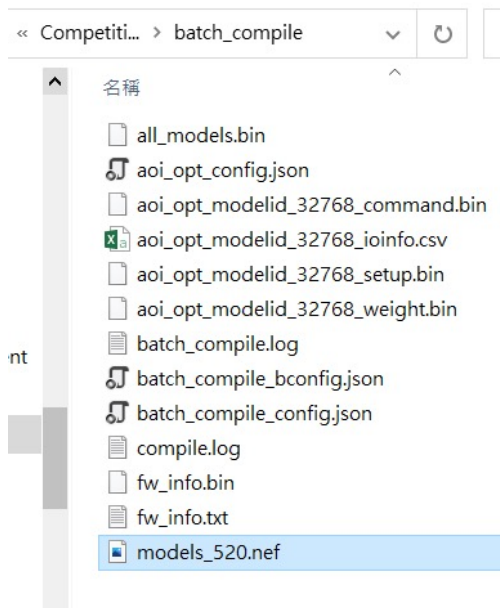 « Competiti... > batch_compile
名稱
all_models.bin
aoi_opt_config.json
aoi_opt_modelid_32768_command.bin
aoi_opt_modelid_32768_ioinfo.csv
aoi_opt_modelid_32768_setup.bin
aoi_opt_modelid_32768_weight.bin
nt
batch_compile.log
batch_compile_bconfig.json
batch_compile_config.json
compile.log
fw_info.bin
fw_info.txt
models_520.nef